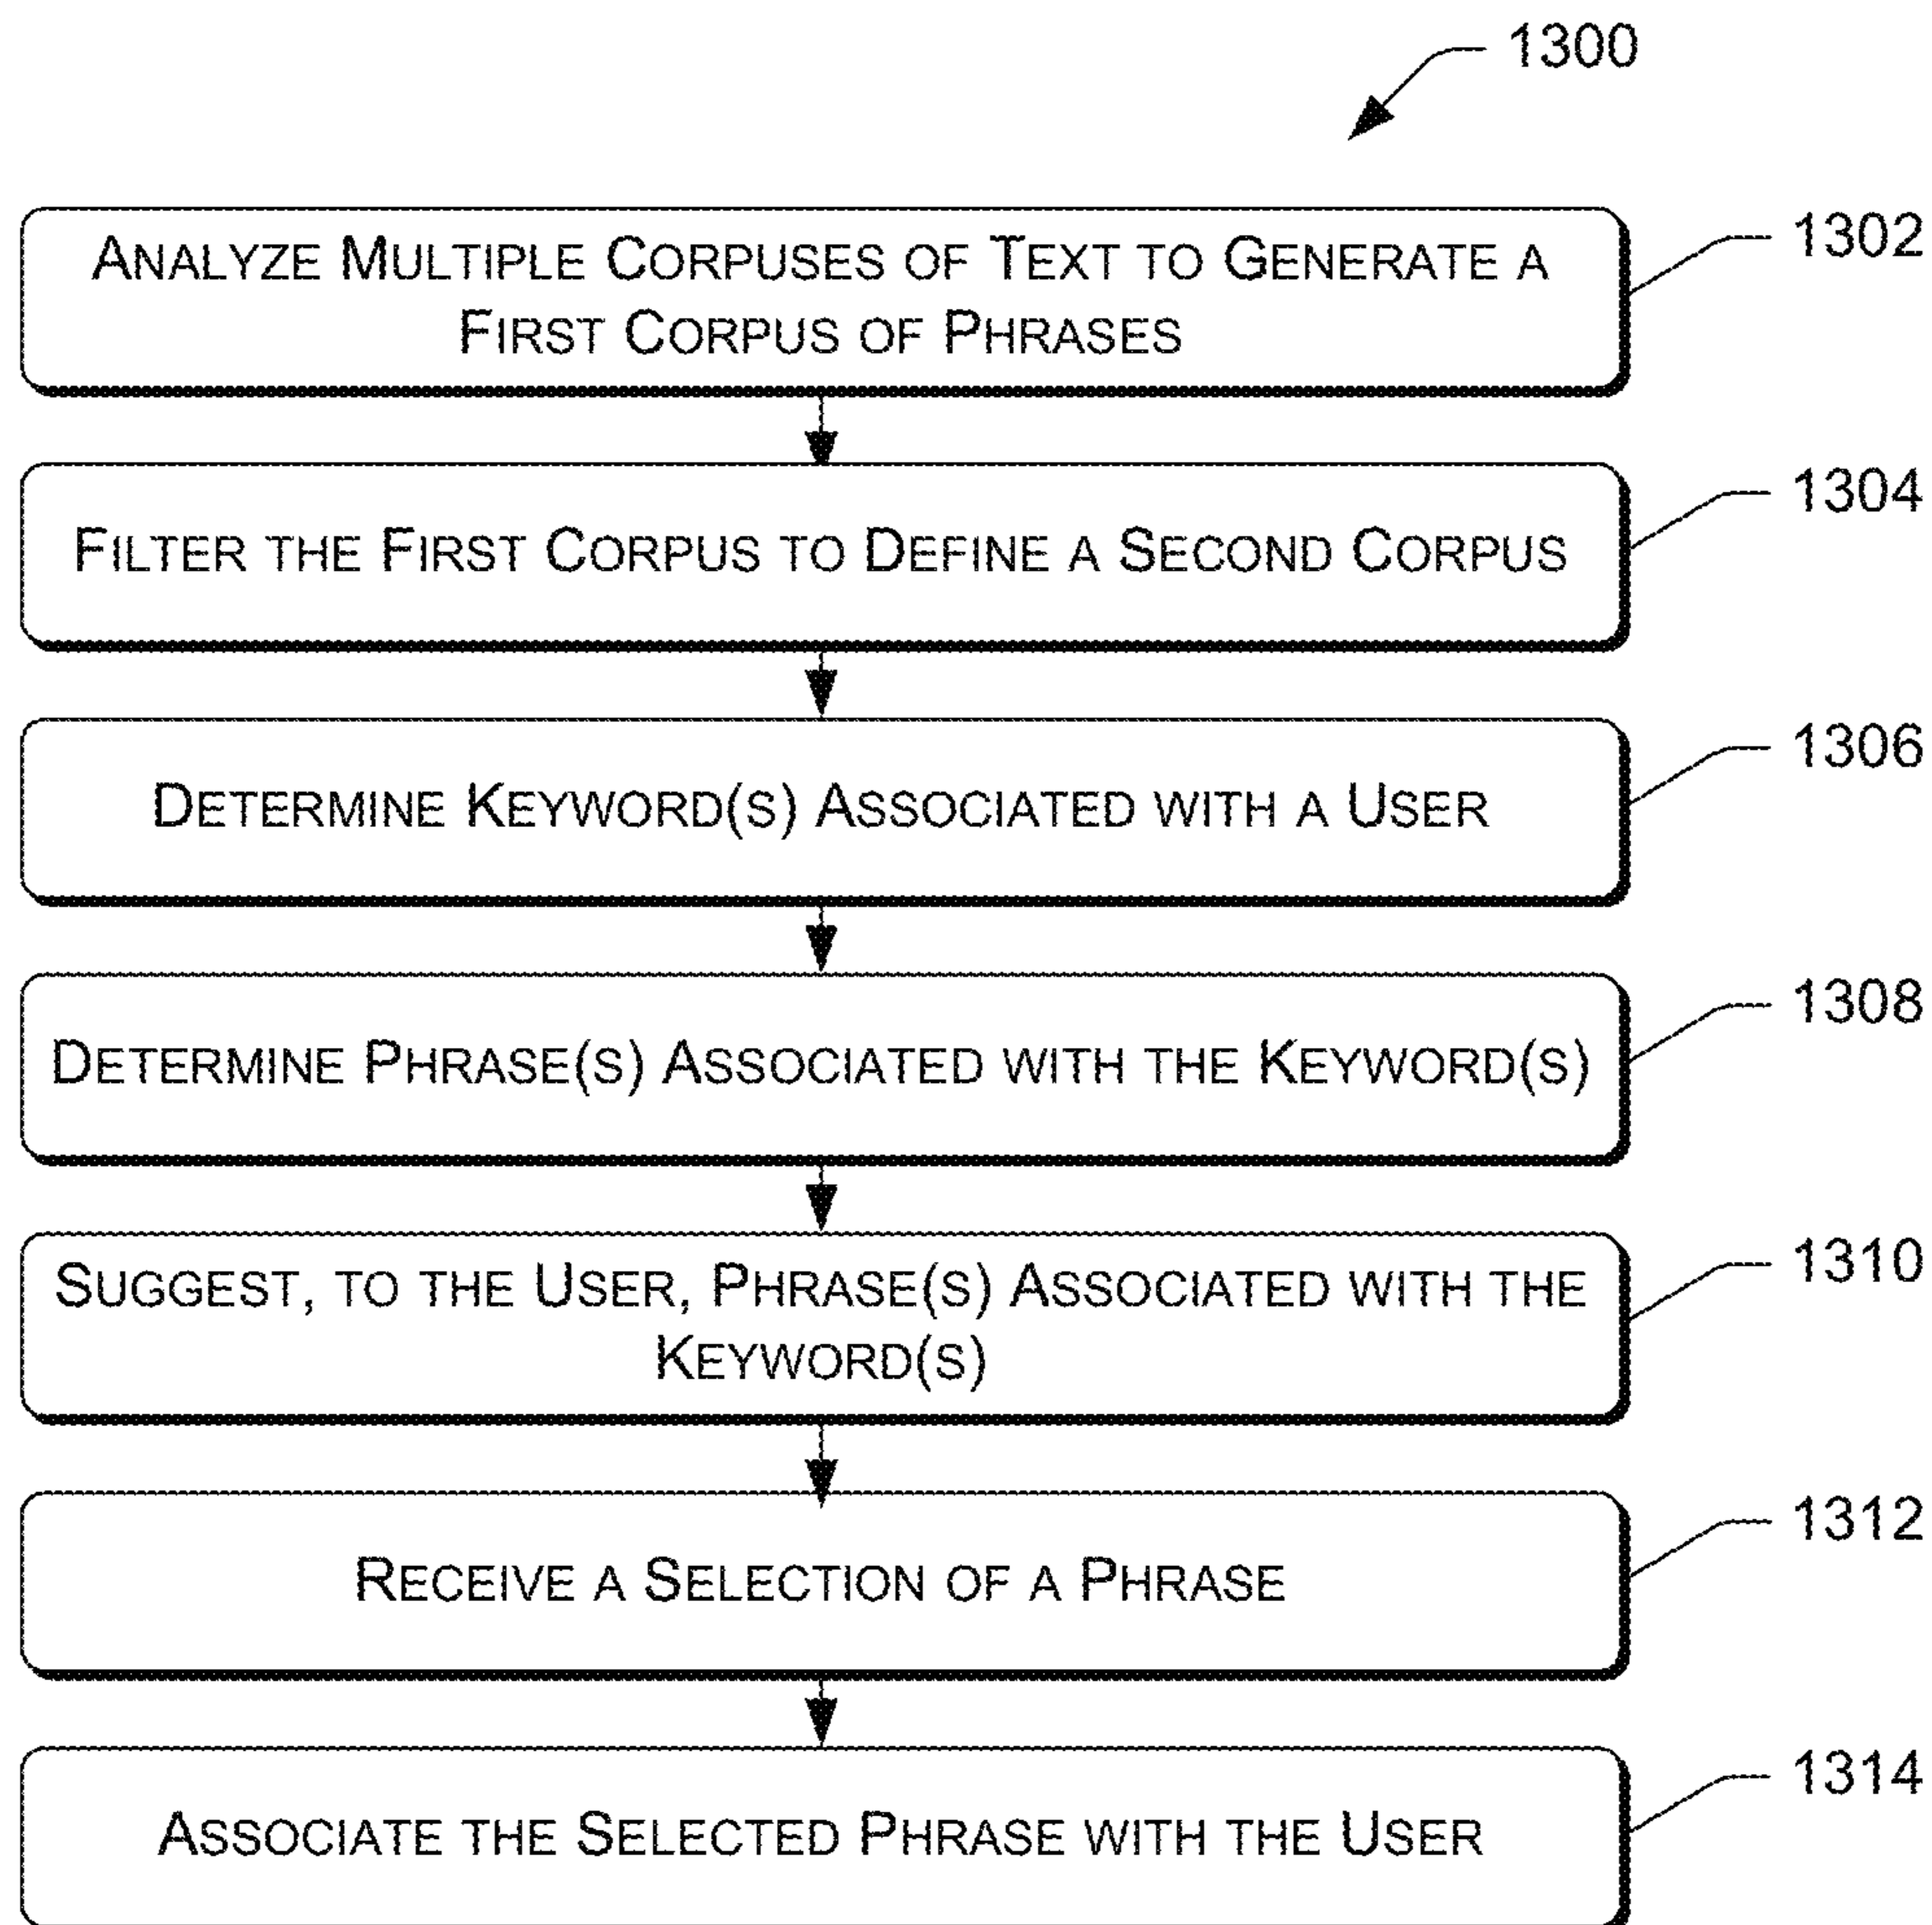 1300
ANALYZE MULTIPLE CORPUSES OF TEXT TO GENERATE A
FIRST CORPUS OF PHRASES
1302
FILTER THE FIRST CORPUS TO DEFINE A SECOND CORPUS
1304
DETERMINE KEYWORD(S) ASSOCIATED WITH A USER
1306
DETERMINE PHRASE(S) ASSOCIATED WITH THE KEYWORD(S)
1308
SUGGEST, TO THE USER, PHRASE(S) ASSOCIATED WITH THE
KEYWORD(S)
1310
RECEIVE A SELECTION OF A PHRASE
1312
ASSOCIATE THE SELECTED PHRASE WITH THE USER
1314